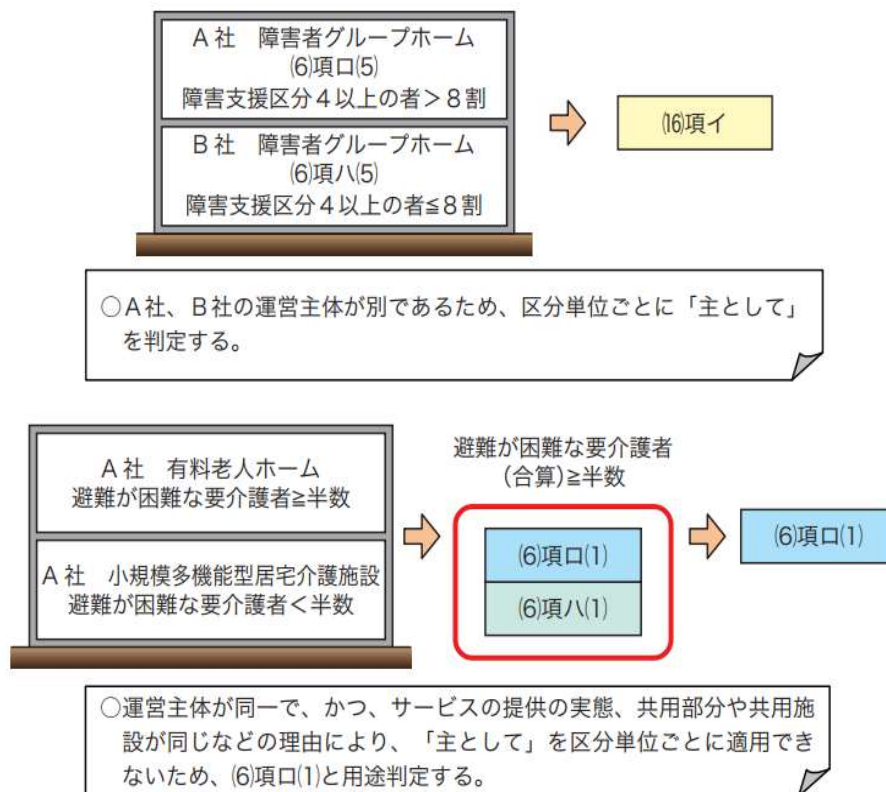 A社 障害者グループホーム
⑹項ロ⑸
障害支援区分4以上の者>8割
B社 障害者グループホーム
⑹項ハ⑸
障害支援区分4以上の者≦8割
⒃項イ
○A社、B社の運営主体が別であるため、区分単位ごとに「主として」
を判定する。
A社 有料老人ホーム
避難が困難な要介護者≧半数
A社 小規模多機能型居宅介護施設
避難が困難な要介護者<半数
避難が困難な要介護者
(合算)≧半数
⑹項ロ⑴
⑹項ハ⑴
⑹項ロ⑴
○運営主体が同一で、かつ、サービスの提供の実態、共用部分や共用施
設が同じなどの理由により、「主として」を区分単位ごとに適用でき
ないため、⑹項ロ⑴と用途判定する。